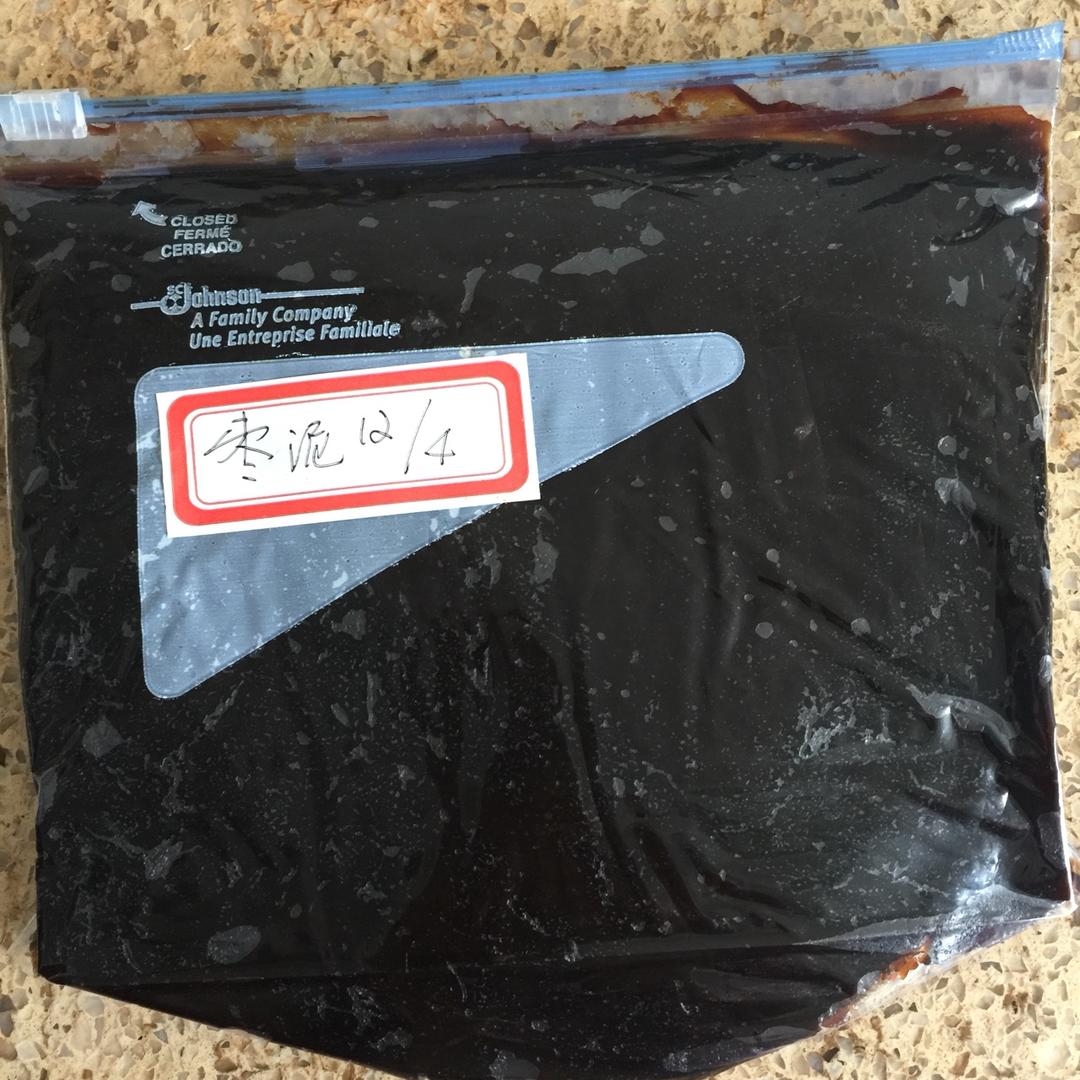 CLOSED
FERMÉ
CERRADO
SC Johnson
A Family Company
Une Entreprise Familiale
枣泥 12/4